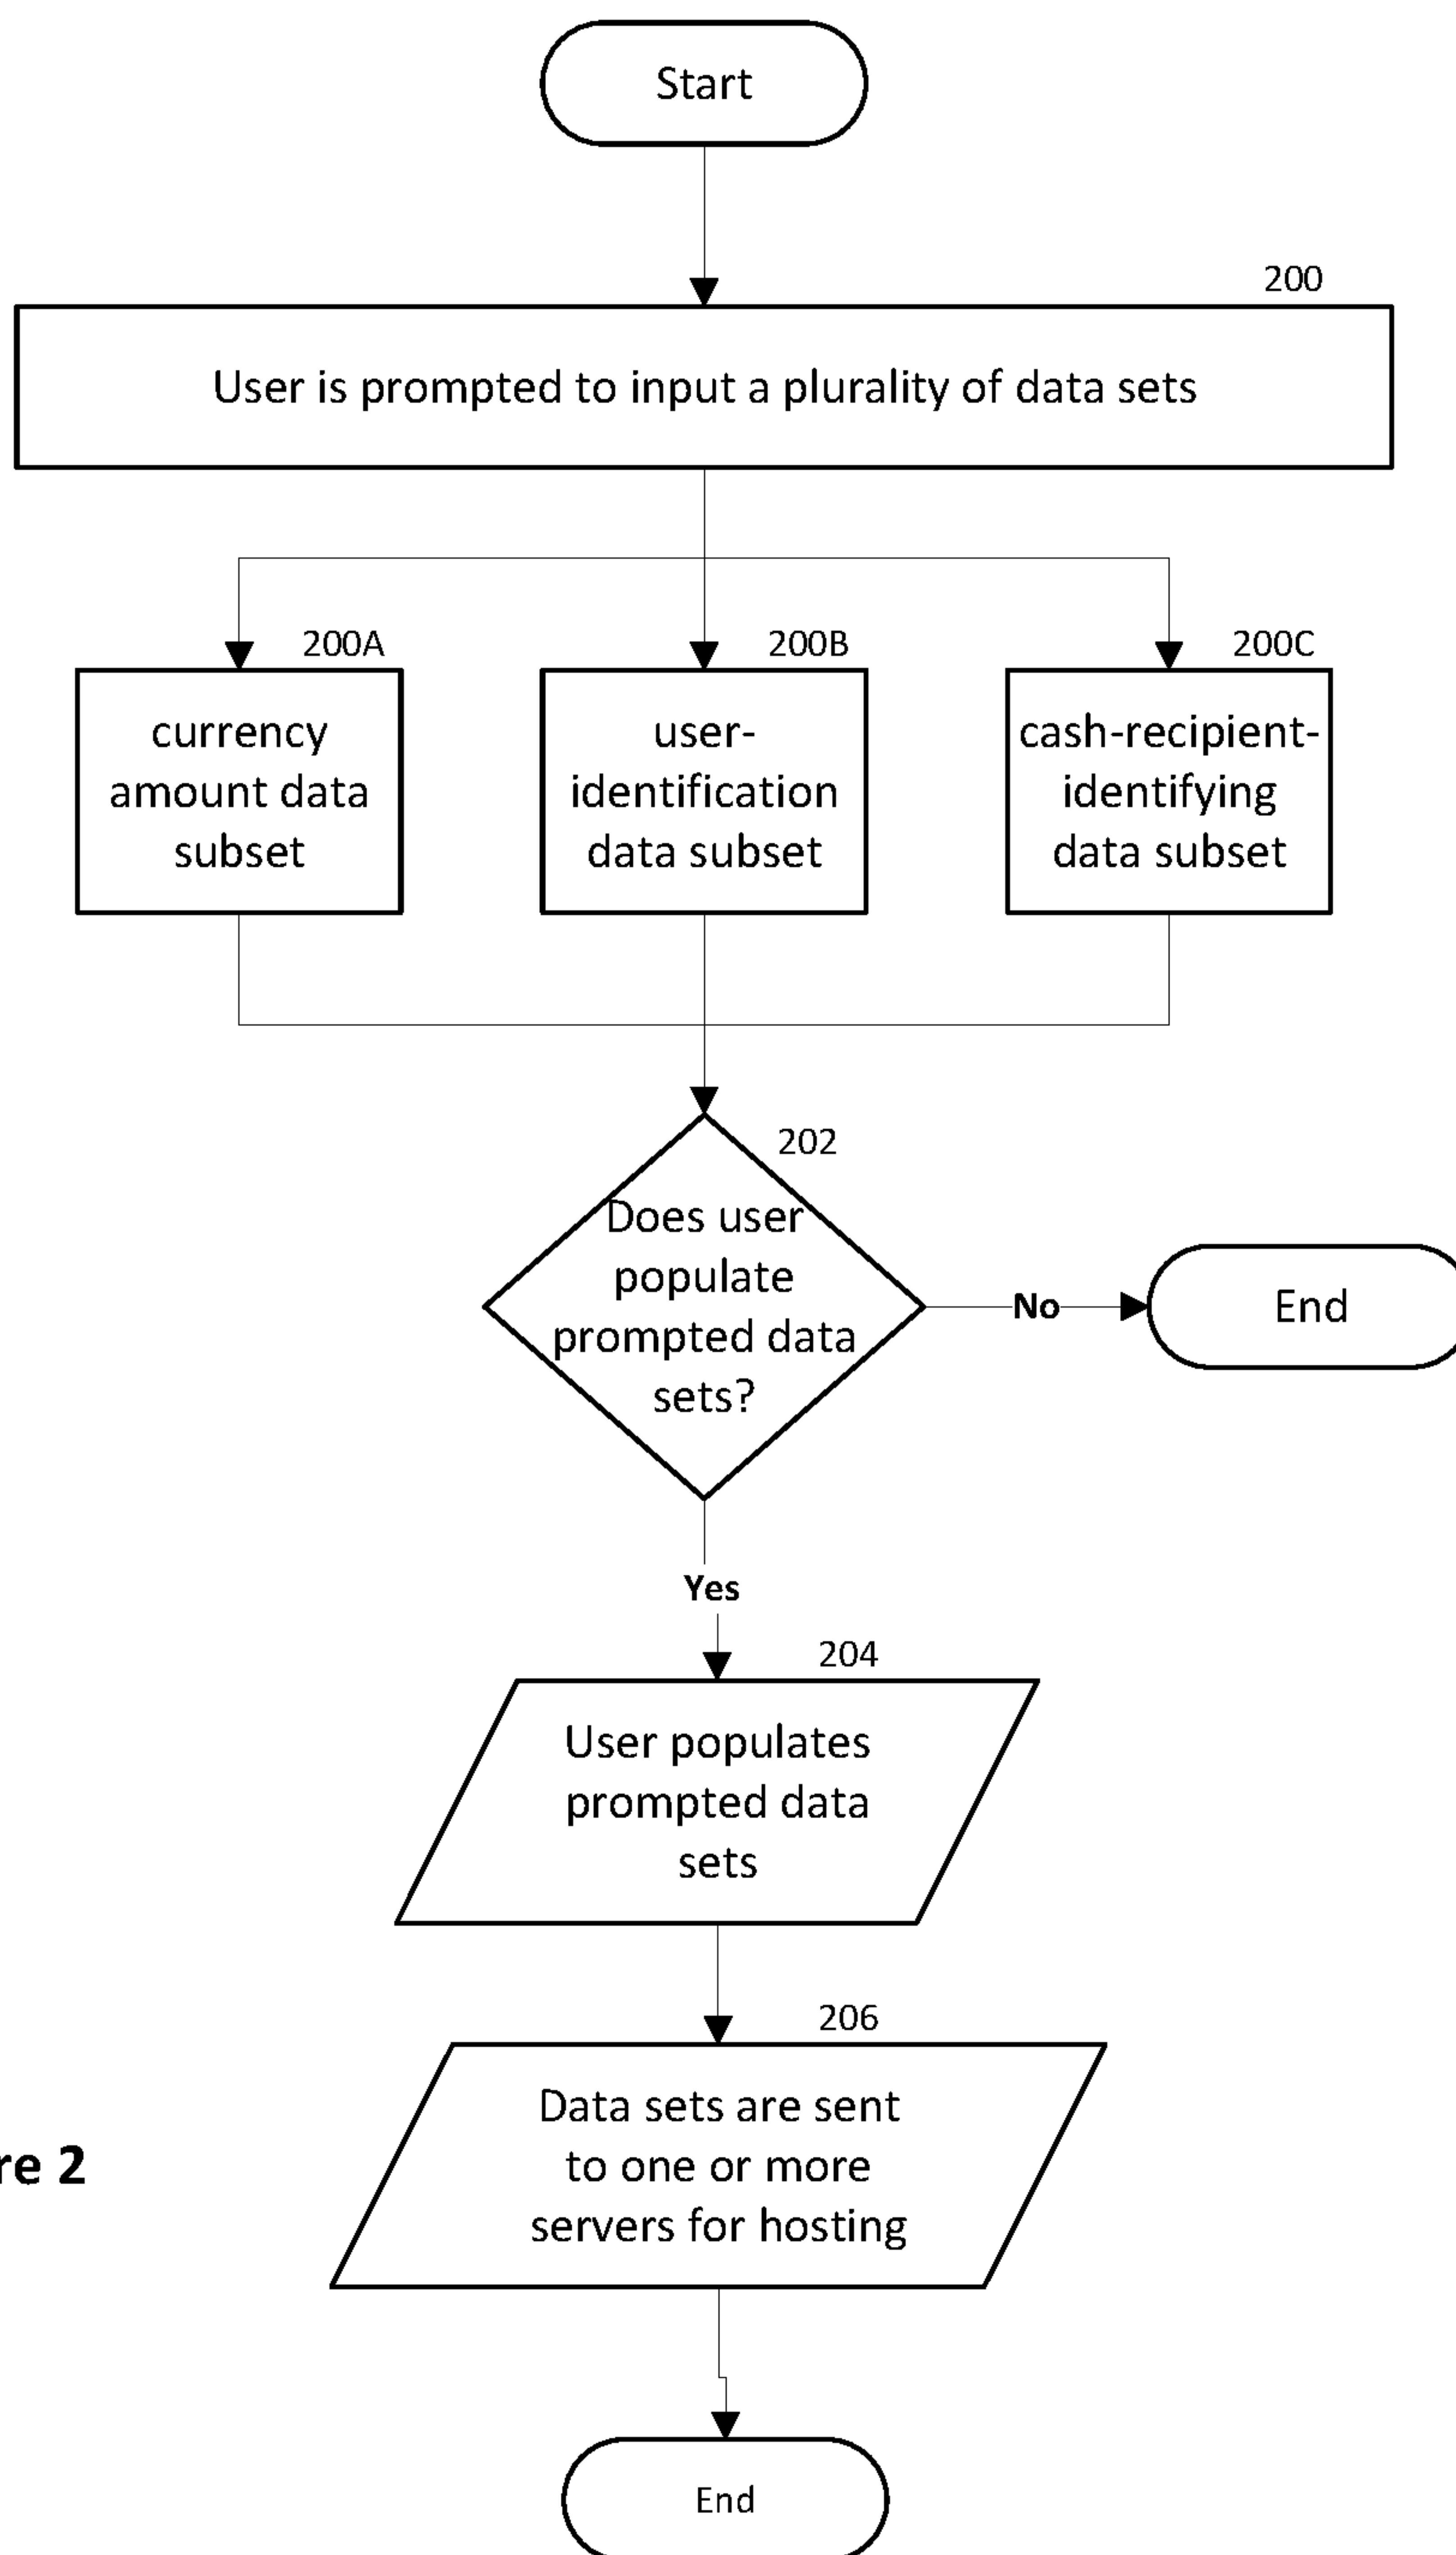 Start
200
User is prompted to input a plurality of data sets
200A
200B
200C
currency
amount data
subset
user-
identification
data subset
cash-recipient-
identifying
data subset
202
Does user
populate
prompted data
sets?
No
End
Yes
204
User populates
prompted data
sets
206
Data sets are sent
to one or more
servers for hosting
re 2
End